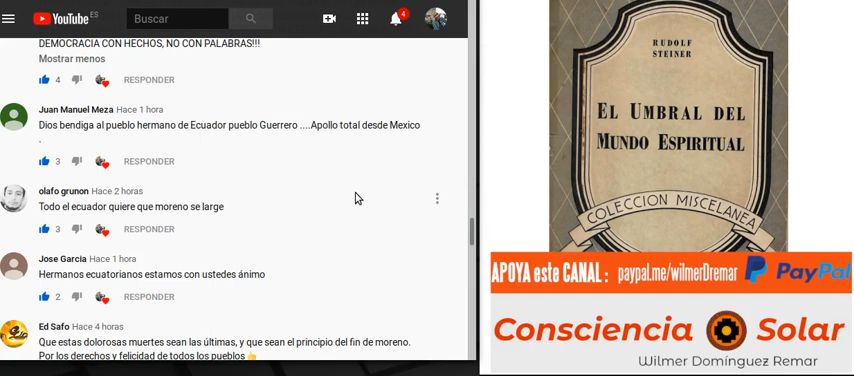 YouTube ES
Buscar
4
DEMOCRACIA CON HECHOS, NO CON PALABRAS!!!
Mostrar menos
4 RESPONDER
Juan Manuel Meza Hace 1 hora
Dios bendiga al pueblo hermano de Ecuador pueblo Guerrero ....Apollo total desde Mexico
.
3 RESPONDER
olafo grunon Hace 2 horas
Todo el ecuador quiere que moreno se large
3 RESPONDER
Jose Garcia Hace 1 hora
Hermanos ecuatorianos estamos con ustedes ánimo
2 RESPONDER
Ed Safo Hace 4 horas
Que estas dolorosas muertes sean las últimas, y que sean el principio del fin de moreno.
Por los derechos y felicidad de todos los pueblos👍
RUDOLF
STEINER
EL UMBRAL DEL
MUNDO ESPIRITUAL
COLECCION MISCELANEA
APOYA este CANAL : paypal.me/wilmerDremar PayPal
Consciencia Solar
Wilmer Domínguez Remar